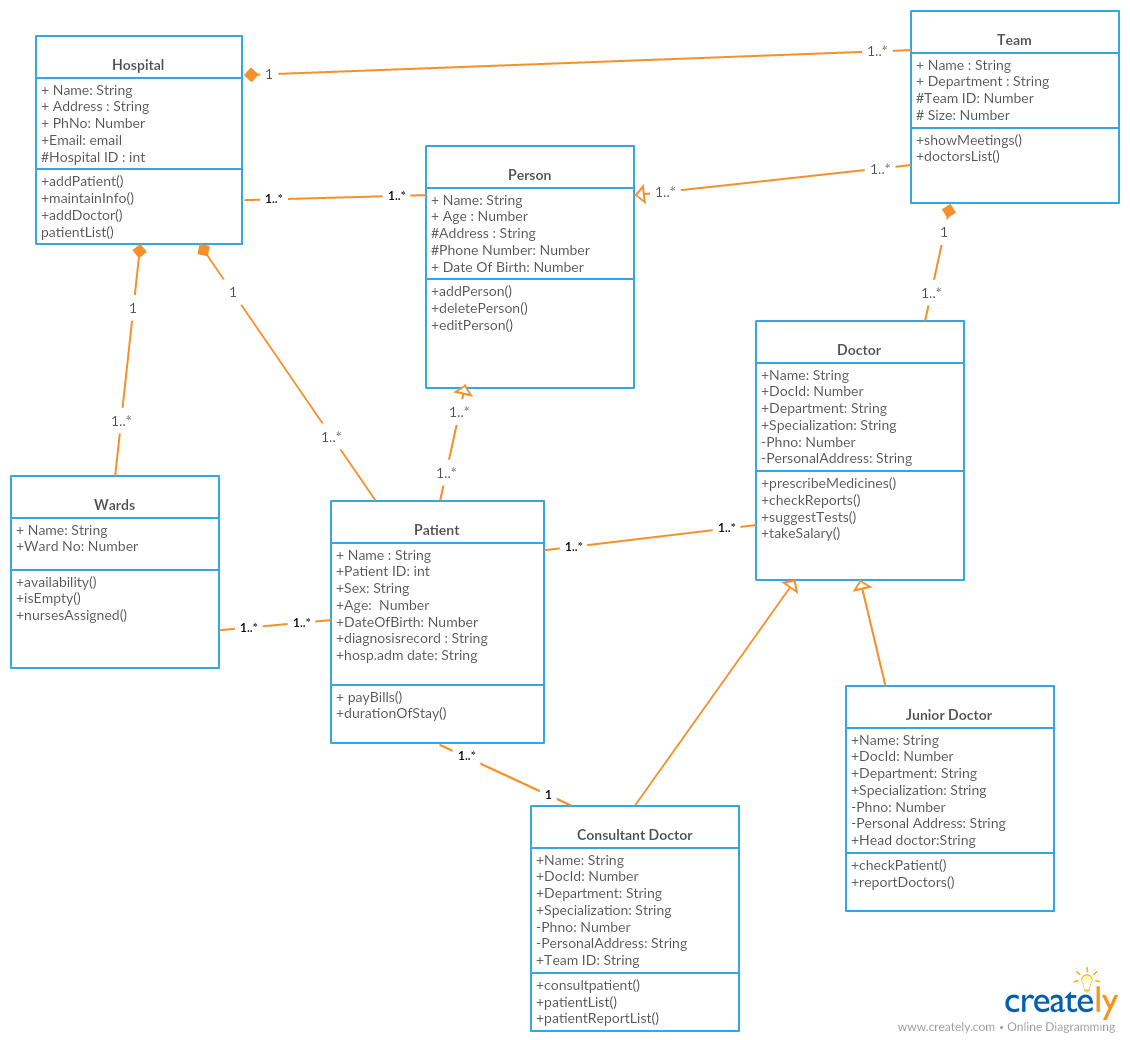 Hospital
+ Name: String
+ Address : String
+ PhNo: Number
+Email: email
#Hospital ID : int
+addPatient()
+maintainInfo()
+addDoctor()
patientList()
1
1..*
Team
+ Name : String
+ Department : String
#Team ID: Number
# Size: Number
+showMeetings()
+doctorsList()
1..*
1..*
Person
+ Name: String
+ Age : Number
#Address : String
#Phone Number: Number
+ Date Of Birth: Number
+addPerson()
+deletePerson()
+editPerson()
1..*
1..*
1
1..*
1
1..*
1
1..*
1..*
1..*
Doctor
+Name: String
+DocId: Number
+Department: String
+Specialization: String
-Phno: Number
-PersonalAddress: String
+prescribeMedicines()
+checkReports()
+suggestTests()
+takeSalary()
Wards
+ Name: String
+Ward No: Number
+availability()
+isEmpty()
+nursesAssigned()
1..*
1..*
Patient
+ Name : String
+Patient ID: int
+Sex: String
+Age:  Number
+DateOfBirth: Number
+diagnosisrecord : String
+hosp.adm date: String
+ payBills()
+durationOfStay()
1..*
1..*
1..*
1
Junior Doctor
+Name: String
+DocId: Number
+Department: String
+Specialization: String
-Phno: Number
-Personal Address: String
+Head doctor:String
+checkPatient()
+reportDoctors()
Consultant Doctor
+Name: String
+DocId: Number
+Department: String
+Specialization: String
-Phno: Number
-PersonalAddress: String
+Team ID: String
+consultpatient()
+patientList()
+patientReportList()
creately
www.creately.com • Online Diagramming